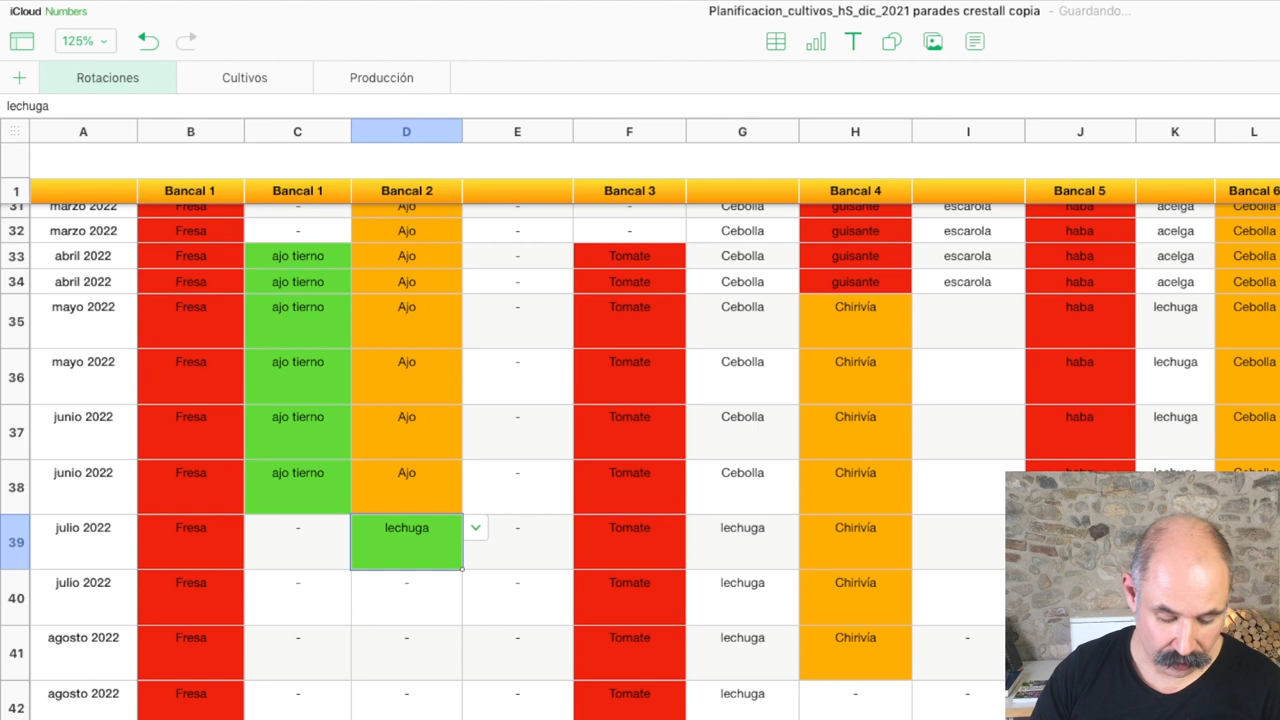 iCloud Numbers
Planificacion_cultivos_hS_dic_2021 parades crestall copia - Guardando...
125%
+ Rotaciones Cultivos Producción
lechuga
A B C D E F G H I J K L
1 Bancal 1 Bancal 1 Bancal 2 Bancal 3 Bancal 4 Bancal 5 Bancal 6
31 marzo 2022 Fresa - Ajo - - Cebolla guisante escarola haba acelga Cebolla
32 marzo 2022 Fresa - Ajo - - Cebolla guisante escarola haba acelga Cebolla
33 abril 2022 Fresa ajo tierno Ajo - Tomate Cebolla guisante escarola haba acelga Cebolla
34 abril 2022 Fresa ajo tierno Ajo - Tomate Cebolla guisante escarola haba acelga Cebolla
35 mayo 2022 Fresa ajo tierno Ajo - Tomate Cebolla Chirivía haba lechuga Cebolla
36 mayo 2022 Fresa ajo tierno Ajo - Tomate Cebolla Chirivía haba lechuga Cebolla
37 junio 2022 Fresa ajo tierno Ajo - Tomate Cebolla Chirivía haba lechuga Cebolla
38 junio 2022 Fresa ajo tierno Ajo - Tomate Cebolla Chirivía haba lechuga Cebolla
39 julio 2022 Fresa - lechuga - Tomate lechuga Chirivía
40 julio 2022 Fresa - - - Tomate lechuga Chirivía
41 agosto 2022 Fresa - - - Tomate lechuga Chirivía -
42 agosto 2022 Fresa - - - Tomate lechuga - -